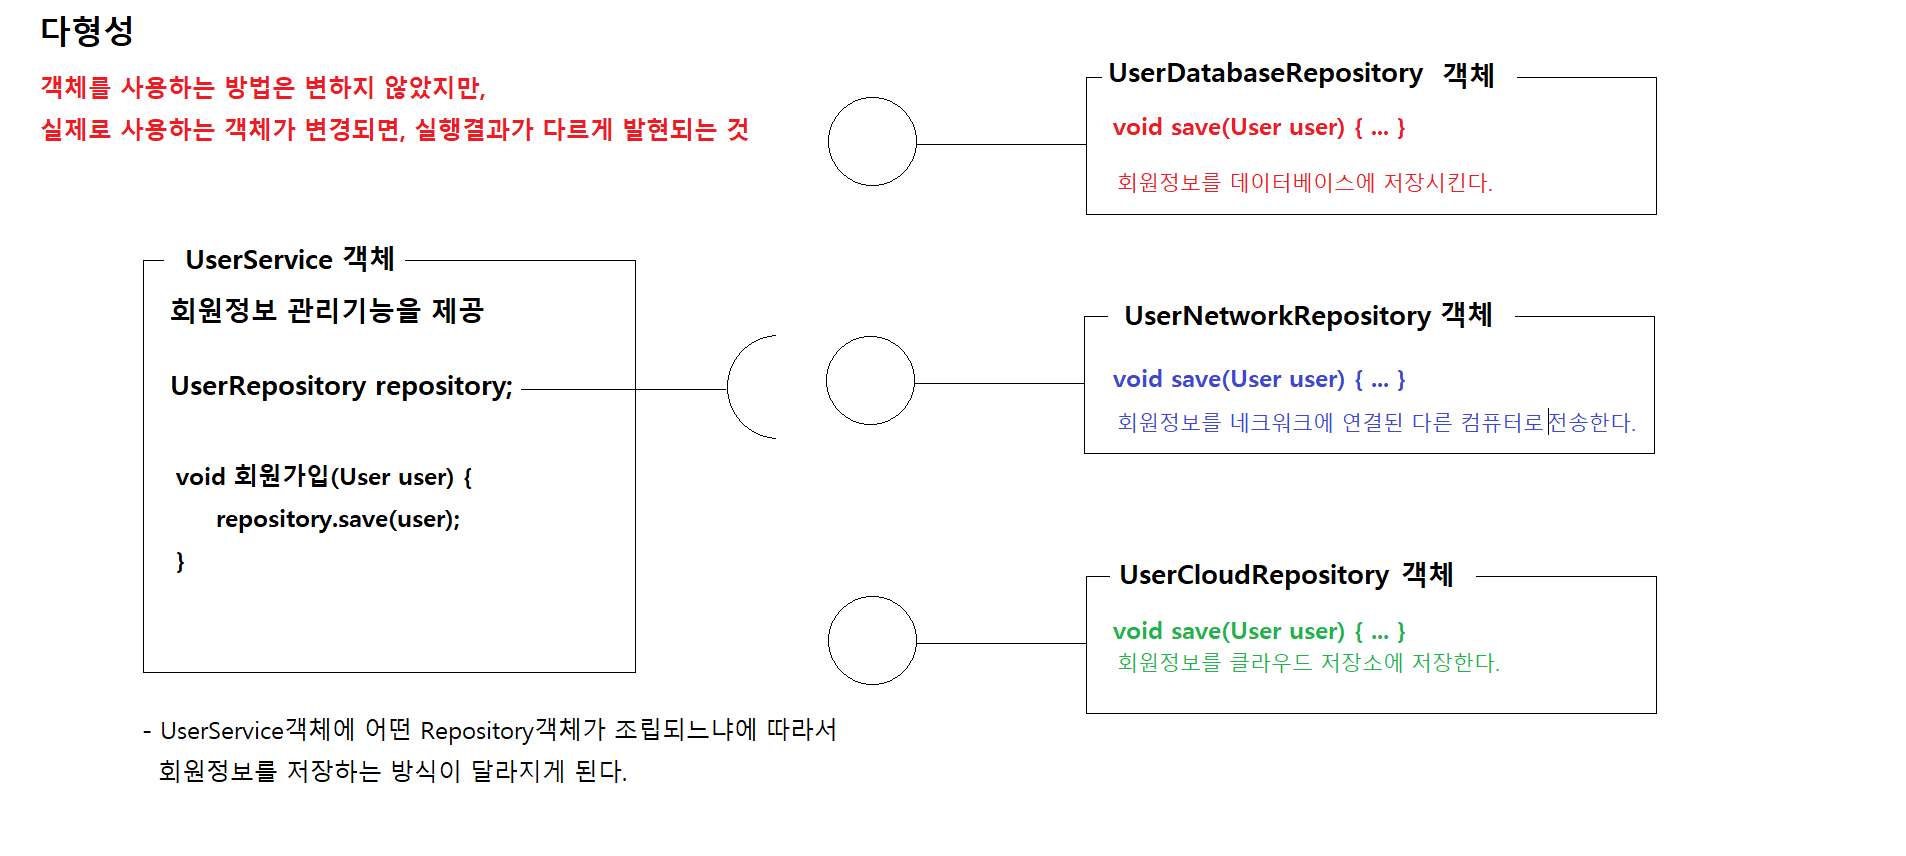 다형성
객체를 사용하는 방법은 변하지 않았지만,
실제로 사용하는 객체가 변경되면, 실행결과가 다르게 발현되는 것
UserService 객체
회원정보 관리기능을 제공
UserRepository repository;
void 회원가입(User user) {
repository.save(user);
}
- UserService객체에 어떤 Repository객체가 조립되느냐에 따라서
회원정보를 저장하는 방식이 달라지게 된다.
UserDatabaseRepository 객체
void save(User user) { ... }
회원정보를 데이터베이스에 저장시킨다.
UserNetworkRepository 객체
void save(User user) { ... }
회원정보를 네크워크에 연결된 다른 컴퓨터로 전송한다.
UserCloudRepository 객체
void save(User user) { ... }
회원정보를 클라우드 저장소에 저장한다.